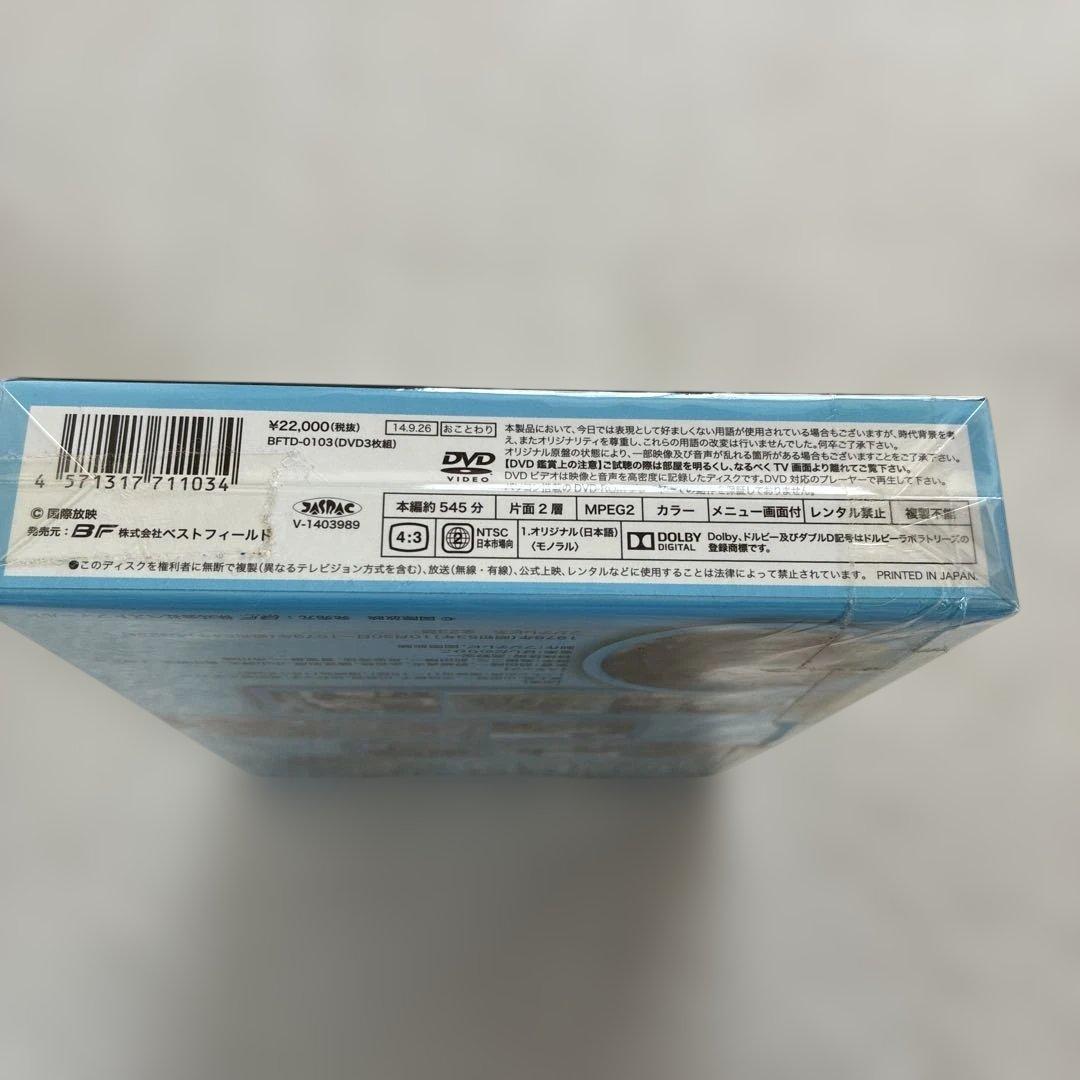 ¥22,000(税抜)
BFTD-0103(DVD3枚組)
14.9.26
おことわり
DVD
VIDEO
本製品において、今日では表現として好ましくない用語が使用されている場合もございますが、時代背景を考
え、またオリジナリティを尊重し、これらの用語の改変は行いませんでした。何卒ご了承下さい。
オリジナル原盤の状態により、一部映像及び音声が乱れる箇所がある場合もございますことをご了承下さい。
【DVD 鑑賞上の注意】ご試聴の際は部屋を明るくし、なるべく TV 画面より離れてご覧下さい。
DVD ビデオは映像と音声を高密度に記録したディスクです。DVD 対応のプレーヤーで再生して下さい。
4 571317 711034
© 国際放映
発売元: BF 株式会社ベストフィールド
JASRAC
V-1403989
本編約 545 分
片面 2 層
MPEG2
カラー
メニュー画面付
レンタル禁止
複製不能
4:3
2
NTSC
日本市場向
1.オリジナル(日本語)
(モノラル)
DOLBY
DIGITAL
Dolby、ドルビー及びダブルD記号はドルビーラボラトリーズの
登録商標です。
●このディスクを権利者に無断で複製(異なるテレビジョン方式を含む)、放送(無線・有線)、公式上映、レンタルなどに使用することは法律によって禁止されています。 PRINTED IN JAPAN.